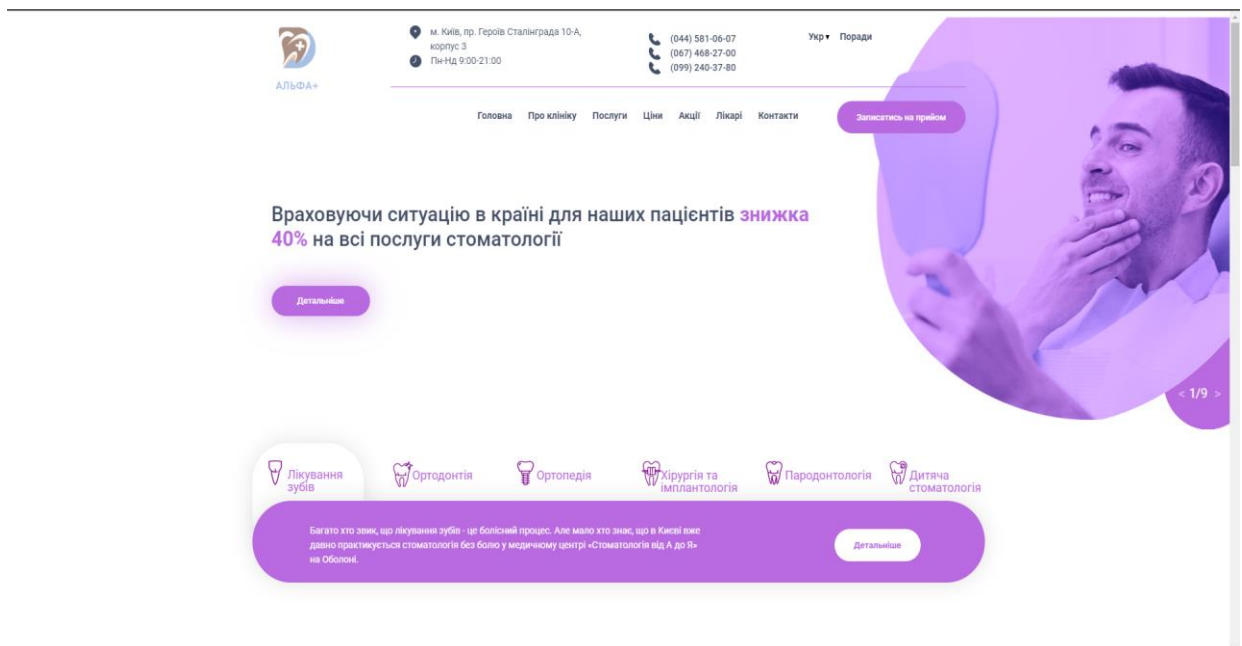 АЛЬФА+
м. Київ, пр. Героїв Сталінграда 10-А,
корпус 3
Пн-Нд 9:00-21:00
(044) 581-06-07
(067) 468-27-00
(099) 240-37-80
Укр▾ Поради
Головна Про клініку Послуги Ціни Акції Лікарі Контакти
Записатись на прийом
Враховуючи ситуацію в країні для наших пацієнтів знижка
40% на всі послуги стоматології
Детальніше
< 1/9 >
Лікування
зубів
Ортодонтія
Ортопедія
Хірургія та
імплантологія
Пародонтологія
Дитяча
стоматологія
Багато хто звик, що лікування зубів - це болісний процес. Але мало хто знає, що в Києві вже
давно практикується стоматологія без болю у медичному центрі «Стоматологія від А до Я»
на Оболоні.
Детальніше